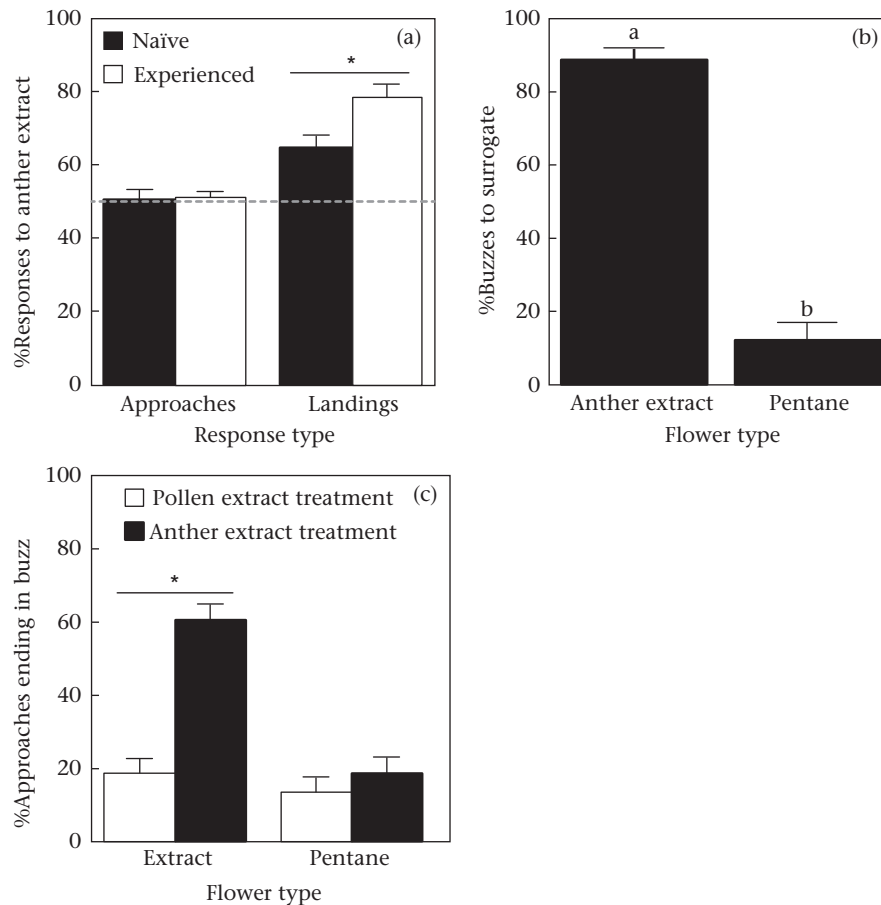 (a)
Naïve
Experienced
*
100
80
60
40
20
0
%Responses to anther extract
Approaches
Landings
Response type
(b)
a
b
100
80
60
40
20
0
%Buzzes to surrogate
Anther extract
Pentane
Flower type
(c)
Pollen extract treatment
Anther extract treatment
*
100
80
60
40
20
0
%Approaches ending in buzz
Extract
Pentane
Flower type